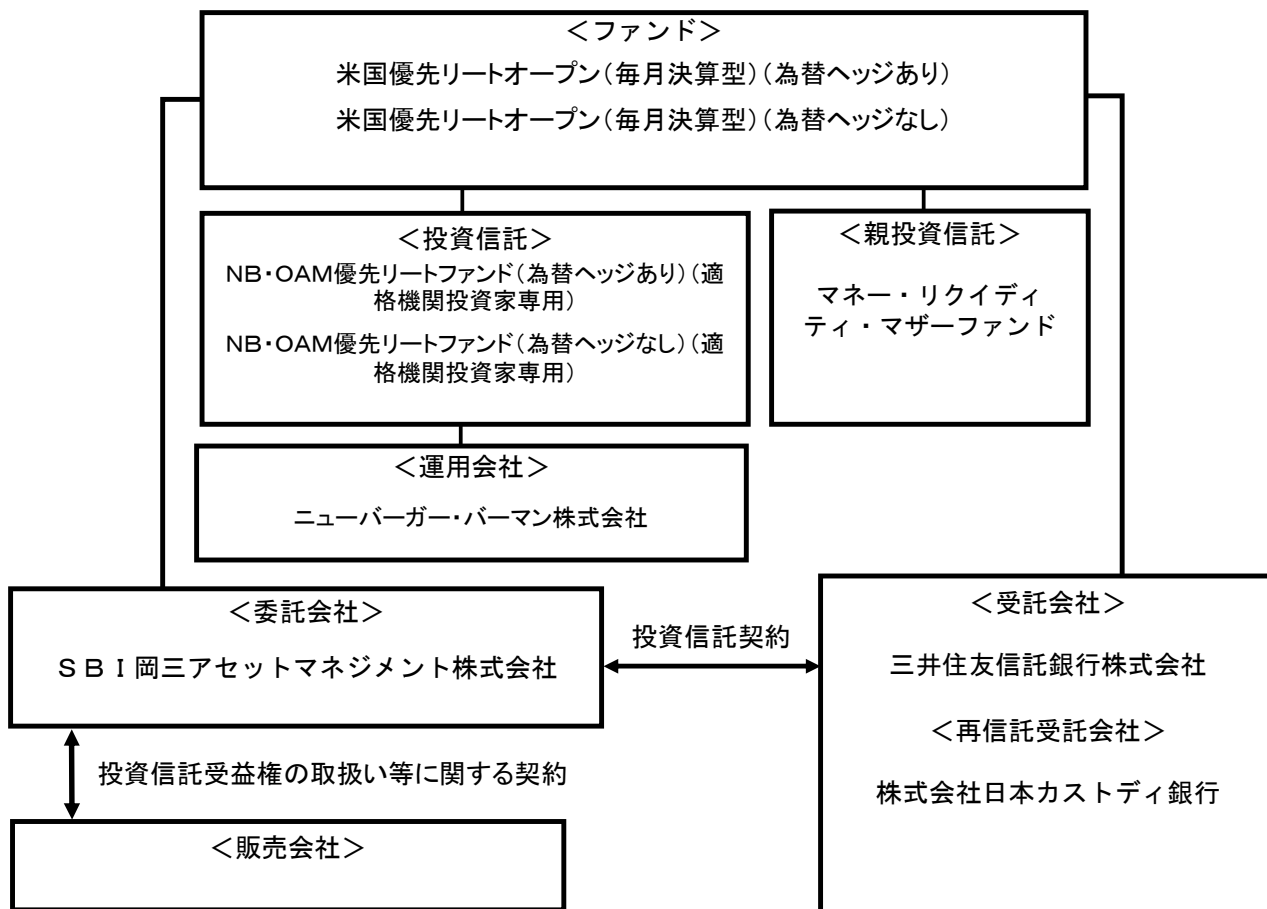 ＜ファンド＞
米国優先リートオープン（毎月決算型）（為替ヘッジあり）
米国優先リートオープン（毎月決算型）（為替ヘッジなし）
＜投資信託＞
NB・OAM優先リートファンド（為替ヘッジあり）（適
格機関投資家専用）
NB・OAM優先リートファンド（為替ヘッジなし）（適
格機関投資家専用）
＜親投資信託＞
マネー・リクイディ
ティ・マザーファンド
＜運用会社＞
ニューバーガー・バーマン株式会社
＜委託会社＞
ＳＢＩ岡三アセットマネジメント株式会社
投資信託契約
＜受託会社＞
三井住友信託銀行株式会社
＜再信託受託会社＞
株式会社日本カストディ銀行
投資信託受益権の取扱い等に関する契約
＜販売会社＞